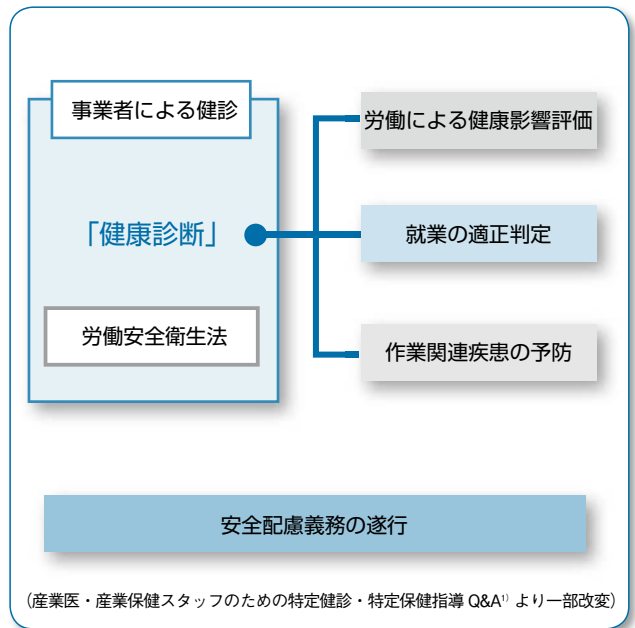 事業者による健診
「健康診断」
労働安全衛生法
労働による健康影響評価
就業の適正判定
作業関連疾患の予防
安全配慮義務の遂行
（産業医・産業保健スタッフのための特定健診・特定保健指導 Q&A¹⁾ より一部改変）